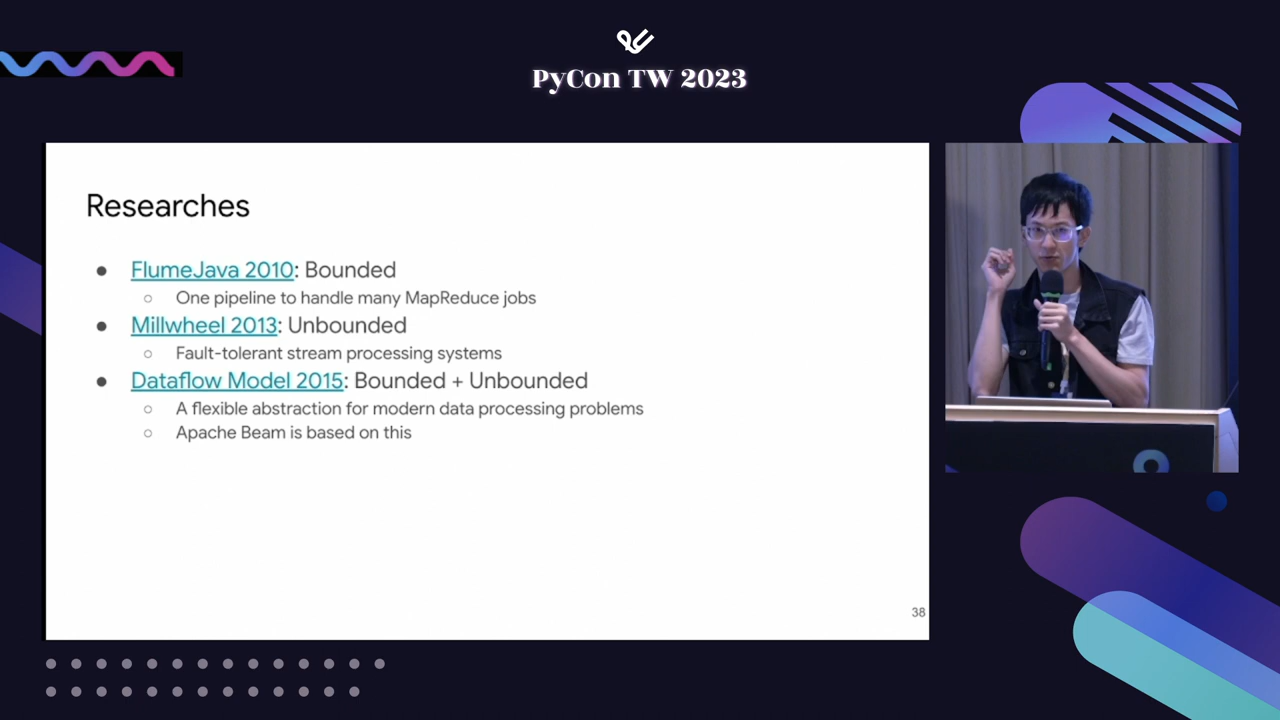 PyCon TW 2023
Researches
● FlumeJava 2010: Bounded
○ One pipeline to handle many MapReduce jobs
● Millwheel 2013: Unbounded
○ Fault-tolerant stream processing systems
● Dataflow Model 2015: Bounded + Unbounded
○ A flexible abstraction for modern data processing problems
○ Apache Beam is based on this
38